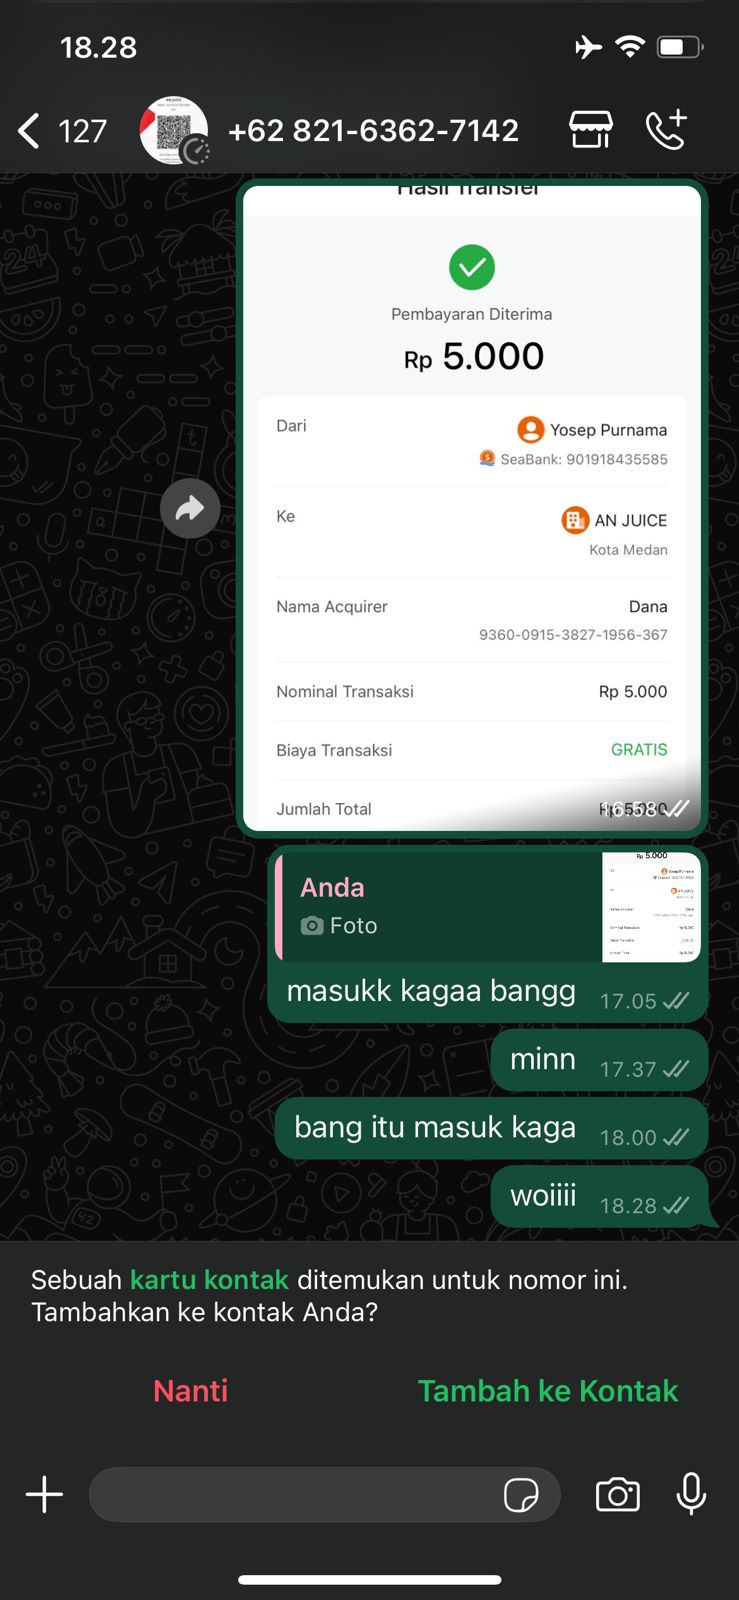 18.28
127
+62 821-6362-7142
Hasil Transfer
Pembayaran Diterima
Rp 5.000
Dari
Yosep Purnama
SeaBank: 901918435585
Ke
AN JUICE
Kota Medan
Nama Acquirer
Dana
9360-0915-3827-1956-367
Nominal Transaksi
Rp 5.000
Biaya Transaksi
GRATIS
Jumlah Total
16.58
Anda
Foto
masukk kagaa bangg 17.05
minn 17.37
bang itu masuk kaga 18.00
woiiii 18.28
Sebuah kartu kontak ditemukan untuk nomor ini.
Tambahkan ke kontak Anda?
Nanti
Tambah ke Kontak